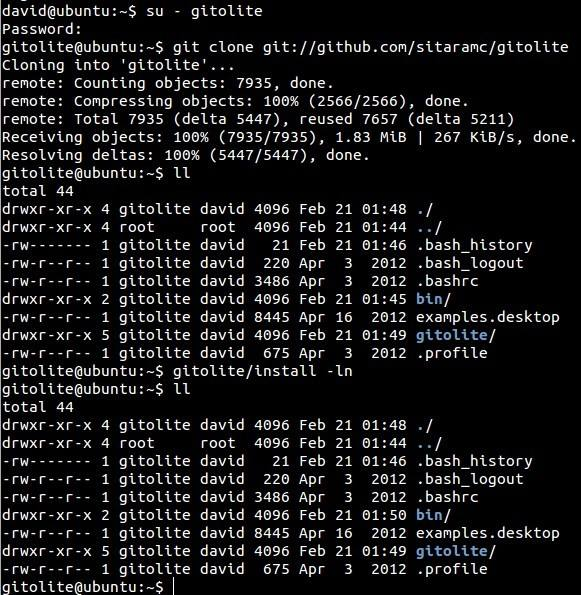 david@ubuntu:~$ su - gitolite
Password:
gitolite@ubuntu:~$ git clone git://github.com/sitaramc/gitolite
Cloning into 'gitolite'...
remote: Counting objects: 7935, done.
remote: Compressing objects: 100% (2566/2566), done.
remote: Total 7935 (delta 5447), reused 7657 (delta 5211)
Receiving objects: 100% (7935/7935), 1.83 MiB | 267 KiB/s, done.
Resolving deltas: 100% (5447/5447), done.
gitolite@ubuntu:~$ ll
total 44
drwxr-xr-x 4 gitolite david 4096 Feb 21 01:48 ./
drwxr-xr-x 4 root     root  4096 Feb 21 01:44 ../
-rw------- 1 gitolite david   21 Feb 21 01:46 .bash_history
-rw-r--r-- 1 gitolite david  220 Apr  3  2012 .bash_logout
-rw-r--r-- 1 gitolite david 3486 Apr  3  2012 .bashrc
drwxr-xr-x 2 gitolite david 4096 Feb 21 01:45 bin/
-rw-r--r-- 1 gitolite david 8445 Apr 16  2012 examples.desktop
drwxr-xr-x 5 gitolite david 4096 Feb 21 01:49 gitolite/
-rw-r--r-- 1 gitolite david  675 Apr  3  2012 .profile
gitolite@ubuntu:~$ gitolite/install -ln
gitolite@ubuntu:~$ ll
total 44
drwxr-xr-x 4 gitolite david 4096 Feb 21 01:48 ./
drwxr-xr-x 4 root     root  4096 Feb 21 01:44 ../
-rw------- 1 gitolite david   21 Feb 21 01:46 .bash_history
-rw-r--r-- 1 gitolite david  220 Apr  3  2012 .bash_logout
-rw-r--r-- 1 gitolite david 3486 Apr  3  2012 .bashrc
drwxr-xr-x 2 gitolite david 4096 Feb 21 01:50 bin/
-rw-r--r-- 1 gitolite david 8445 Apr 16  2012 examples.desktop
drwxr-xr-x 5 gitolite david 4096 Feb 21 01:49 gitolite/
-rw-r--r-- 1 gitolite david  675 Apr  3  2012 .profile
gitolite@ubuntu:~$